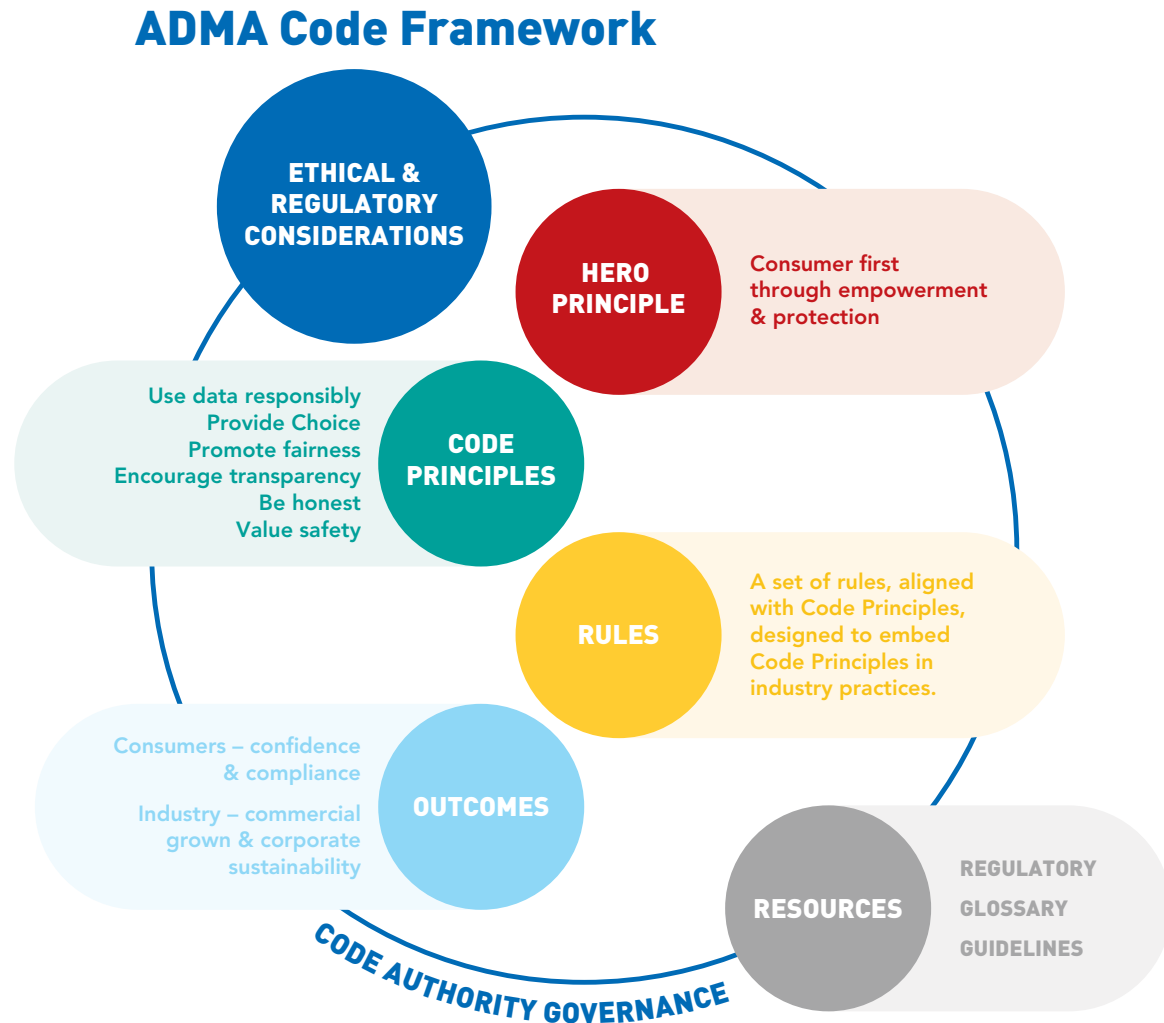 ADMA Code Framework
ETHICAL &
REGULATORY
CONSIDERATIONS
HERO
PRINCIPLE
Consumer first
through empowerment
& protection
Use data responsibly
Provide Choice
Promote fairness
Encourage transparency
Be honest
Value safety
CODE
PRINCIPLES
RULES
A set of rules, aligned
with Code Principles,
designed to embed
Code Principles in
industry practices.
Consumers – confidence
& compliance
Industry – commercial
grown & corporate
sustainability
OUTCOMES
RESOURCES
REGULATORY
GLOSSARY
GUIDELINES
CODE AUTHORITY GOVERNANCE